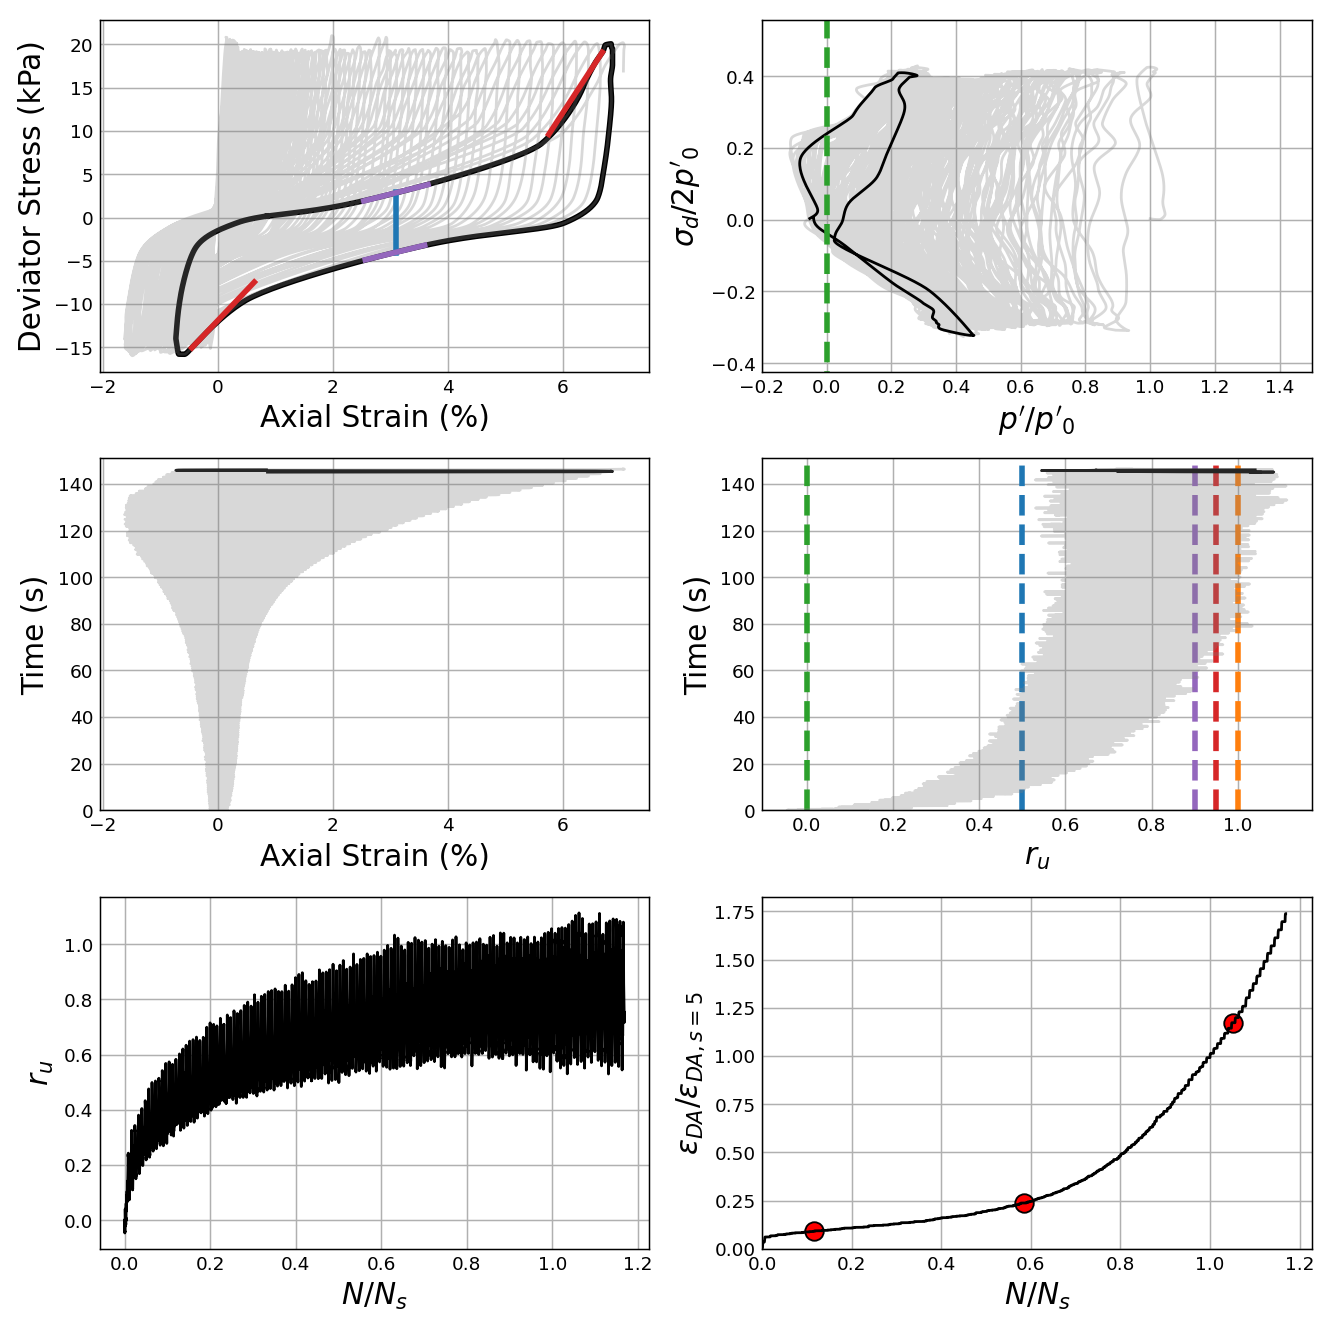 20
15
10
5
0
−5
−10
−15
Deviator Stress (kPa)
−2 0 2 4 6
Axial Strain (%)
0.4
0.2
0.0
−0.2
−0.4
σd/2p′0
−0.2 0.0 0.2 0.4 0.6 0.8 1.0 1.2 1.4
p′/p′0
140
120
100
80
60
40
20
0
Time (s)
−2 0 2 4 6
Axial Strain (%)
140
120
100
80
60
40
20
0
Time (s)
0.0 0.2 0.4 0.6 0.8 1.0
ru
1.0
0.8
0.6
0.4
0.2
0.0
ru
0.0 0.2 0.4 0.6 0.8 1.0 1.2
N/Ns
1.75
1.50
1.25
1.00
0.75
0.50
0.25
0.00
εDA/εDA,s=5
0.0 0.2 0.4 0.6 0.8 1.0 1.2
N/Ns